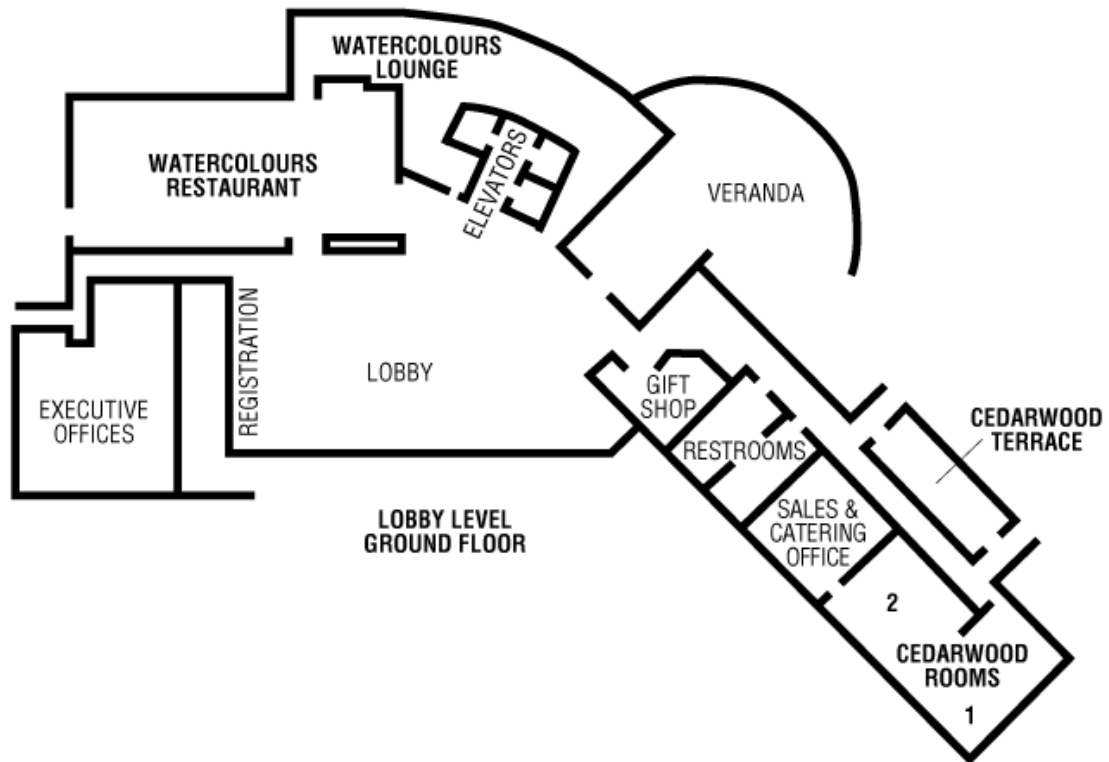 WATERCOLOURS
LOUNGE
WATERCOLOURS
RESTAURANT
ELEVATORS
VERANDA
REGISTRATION
LOBBY
EXECUTIVE
OFFICES
GIFT
SHOP
RESTROOMS
CEDARWOOD
TERRACE
SALES &
CATERING
OFFICE
LOBBY LEVEL
GROUND FLOOR
2
CEDARWOOD
ROOMS
1